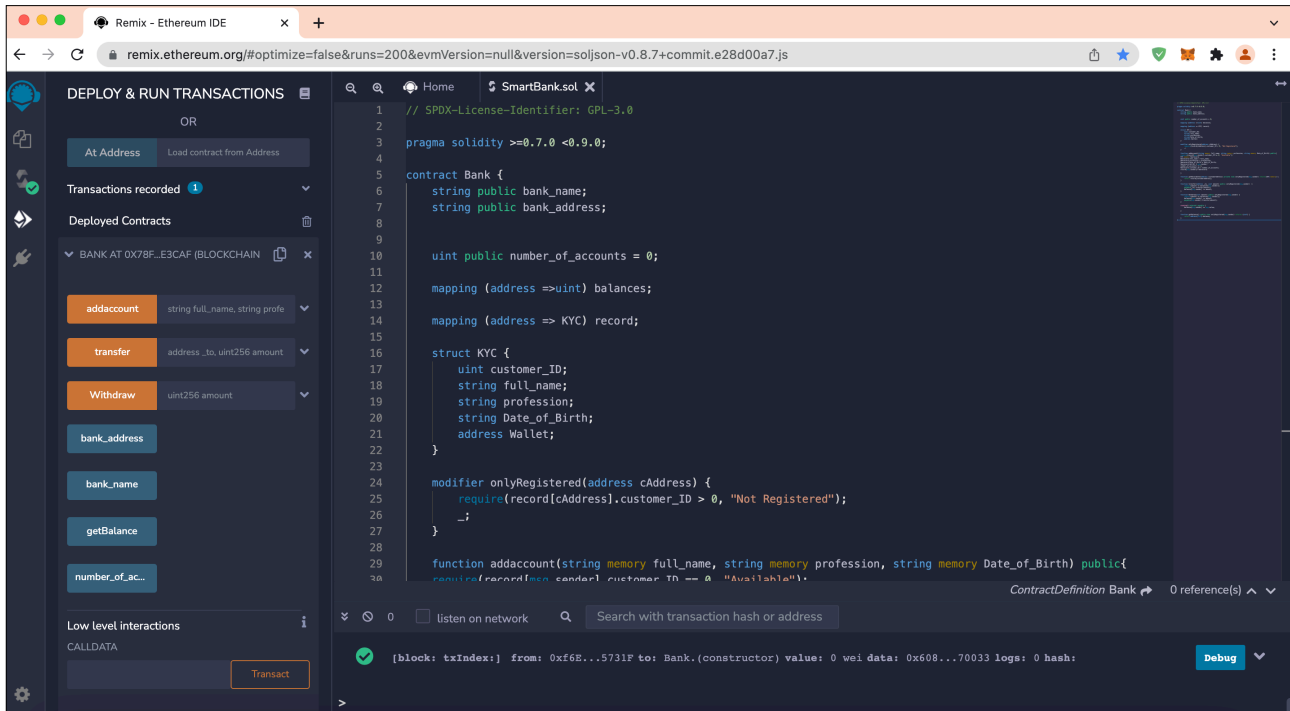 Remix - Ethereum IDE
remix.ethereum.org/#optimize=false&runs=200&evmVersion=null&version=soljson-v0.8.7+commit.e28d00a7.js
DEPLOY & RUN TRANSACTIONS
OR
At Address Load contract from Address
Transactions recorded 1
Deployed Contracts
BANK AT 0X78F...E3CAF (BLOCKCHAIN
addaccount string full_name, string profe
transfer address _to, uint256 amount
Withdraw uint256 amount
bank_address
bank_name
getBalance
number_of_ac...
Low level interactions
CALLDATA
Transact
Home SmartBank.sol
1 // SPDX-License-Identifier: GPL-3.0
2
3 pragma solidity >=0.7.0 <0.9.0;
4
5 contract Bank {
6 string public bank_name;
7 string public bank_address;
8
9
10 uint public number_of_accounts = 0;
11
12 mapping (address =>uint) balances;
13
14 mapping (address => KYC) record;
15
16 struct KYC {
17 uint customer_ID;
18 string full_name;
19 string profession;
20 string Date_of_Birth;
21 address Wallet;
22 }
23
24 modifier onlyRegistered(address cAddress) {
25 require(record[cAddress].customer_ID > 0, "Not Registered");
26 _;
27 }
28
29 function addaccount(string memory full_name, string memory profession, string memory Date_of_Birth) public{
30 require(record[msg.sender].customer_ID == 0, "Available");
ContractDefinition Bank 0 reference(s)
0 listen on network Search with transaction hash or address
[block: txIndex:] from: 0xf6E...5731F to: Bank.(constructor) value: 0 wei data: 0x608...70033 logs: 0 hash:
Debug
>